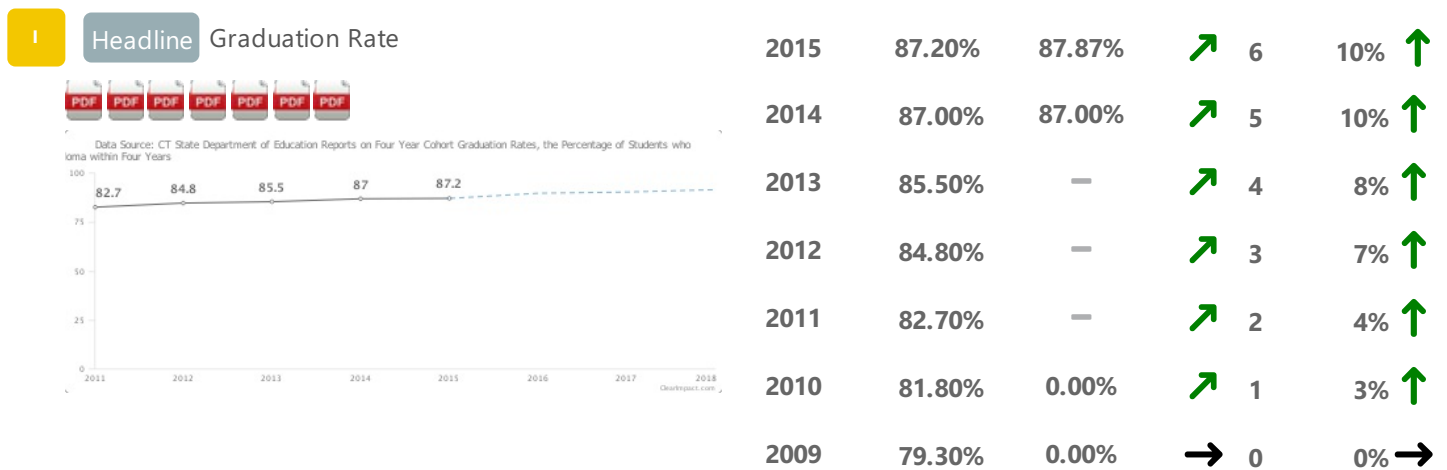 I Headline Graduation Rate
PDF PDF PDF PDF PDF PDF PDF
Data Source: CT State Department of Education Reports on Four Year Cohort Graduation Rates, the Percentage of Students who
loma within Four Years
100
75
50
25
0
82.7 84.8 85.5 87 87.2
2011 2012 2013 2014 2015 2016 2017 2018
ClearImpact.com
2015 87.20% 87.87% 6 10%
2014 87.00% 87.00% 5 10%
2013 85.50% – 4 8%
2012 84.80% – 3 7%
2011 82.70% – 2 4%
2010 81.80% 0.00% 1 3%
2009 79.30% 0.00% 0 0%